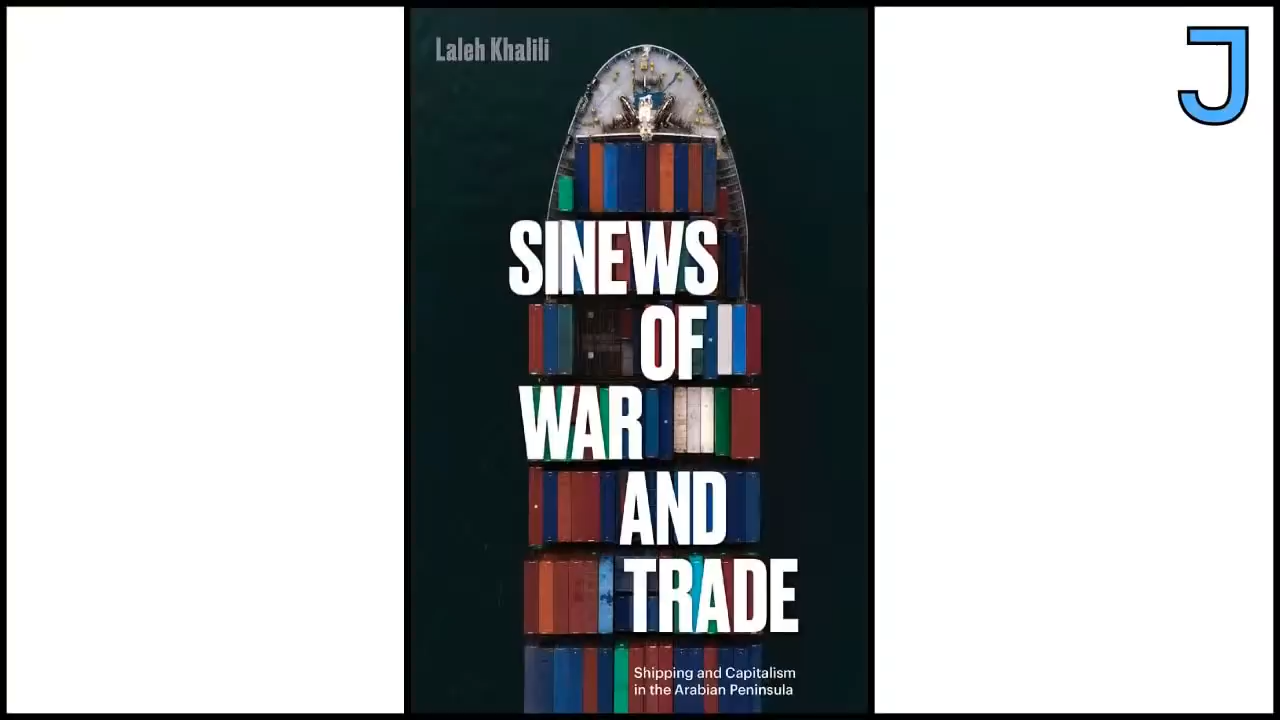 Laleh Khalili
J
SINEWS
OF
WAR
AND
TRADE
Shipping and Capitalism
in the Arabian Peninsula